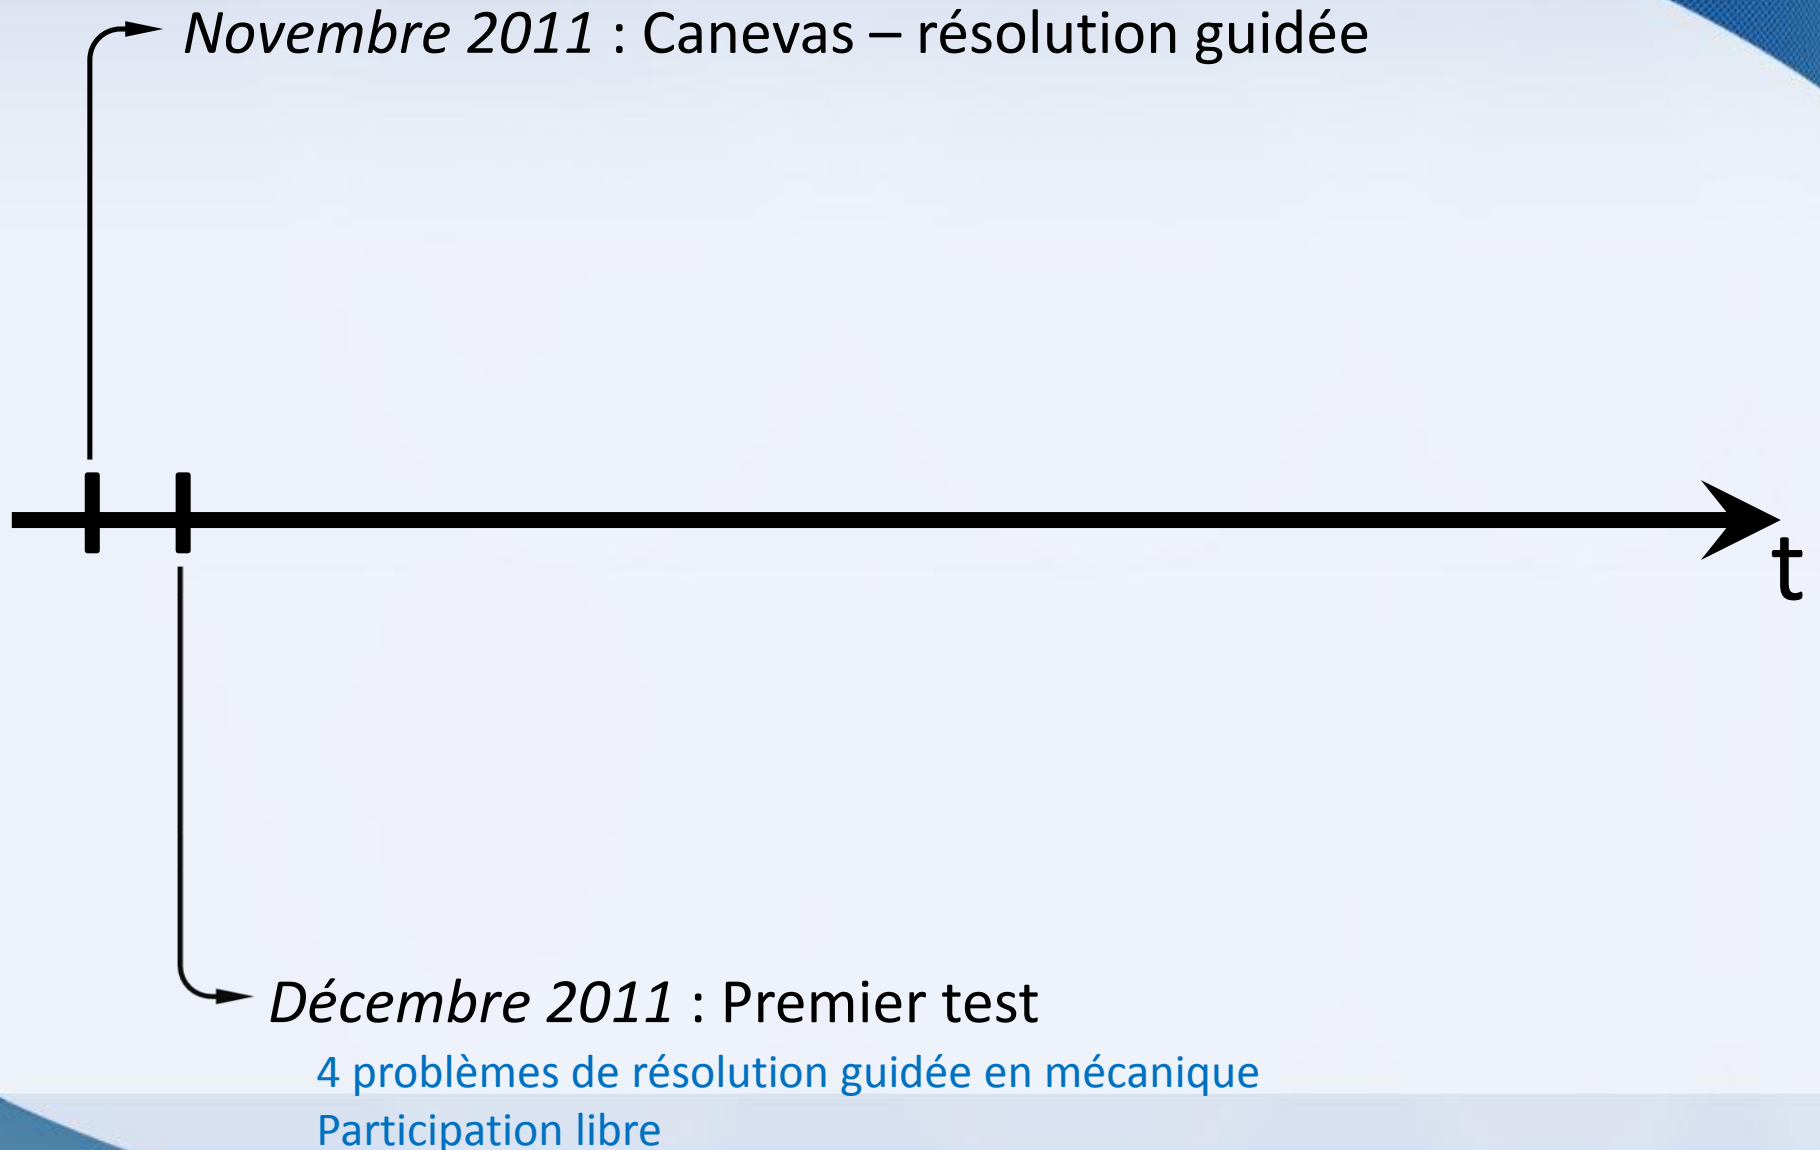 Novembre 2011 : Canevas – résolution guidée
t
Décembre 2011 : Premier test
4 problèmes de résolution guidée en mécanique
Participation libre